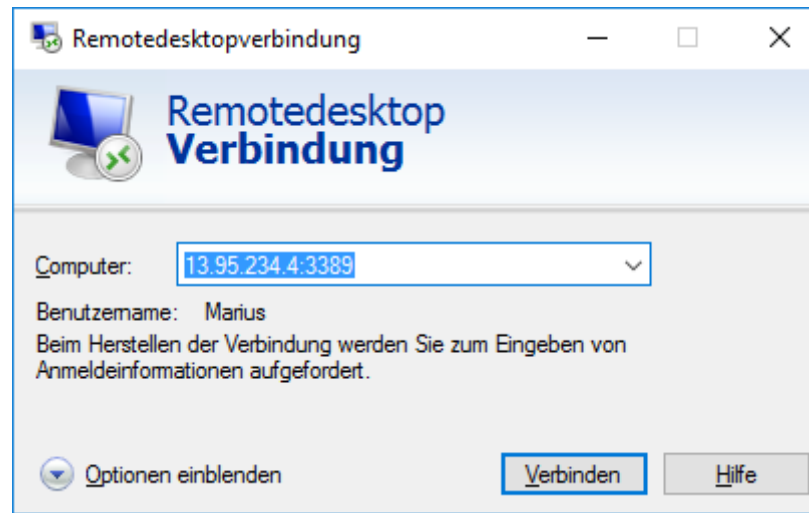 Remotedesktopverbindung
Remotedesktop
Verbindung
Computer: 13.95.234.4:3389
Benutzername: Marius
Beim Herstellen der Verbindung werden Sie zum Eingeben von
Anmeldeinformationen aufgefordert.
Optionen einblenden Verbinden Hilfe